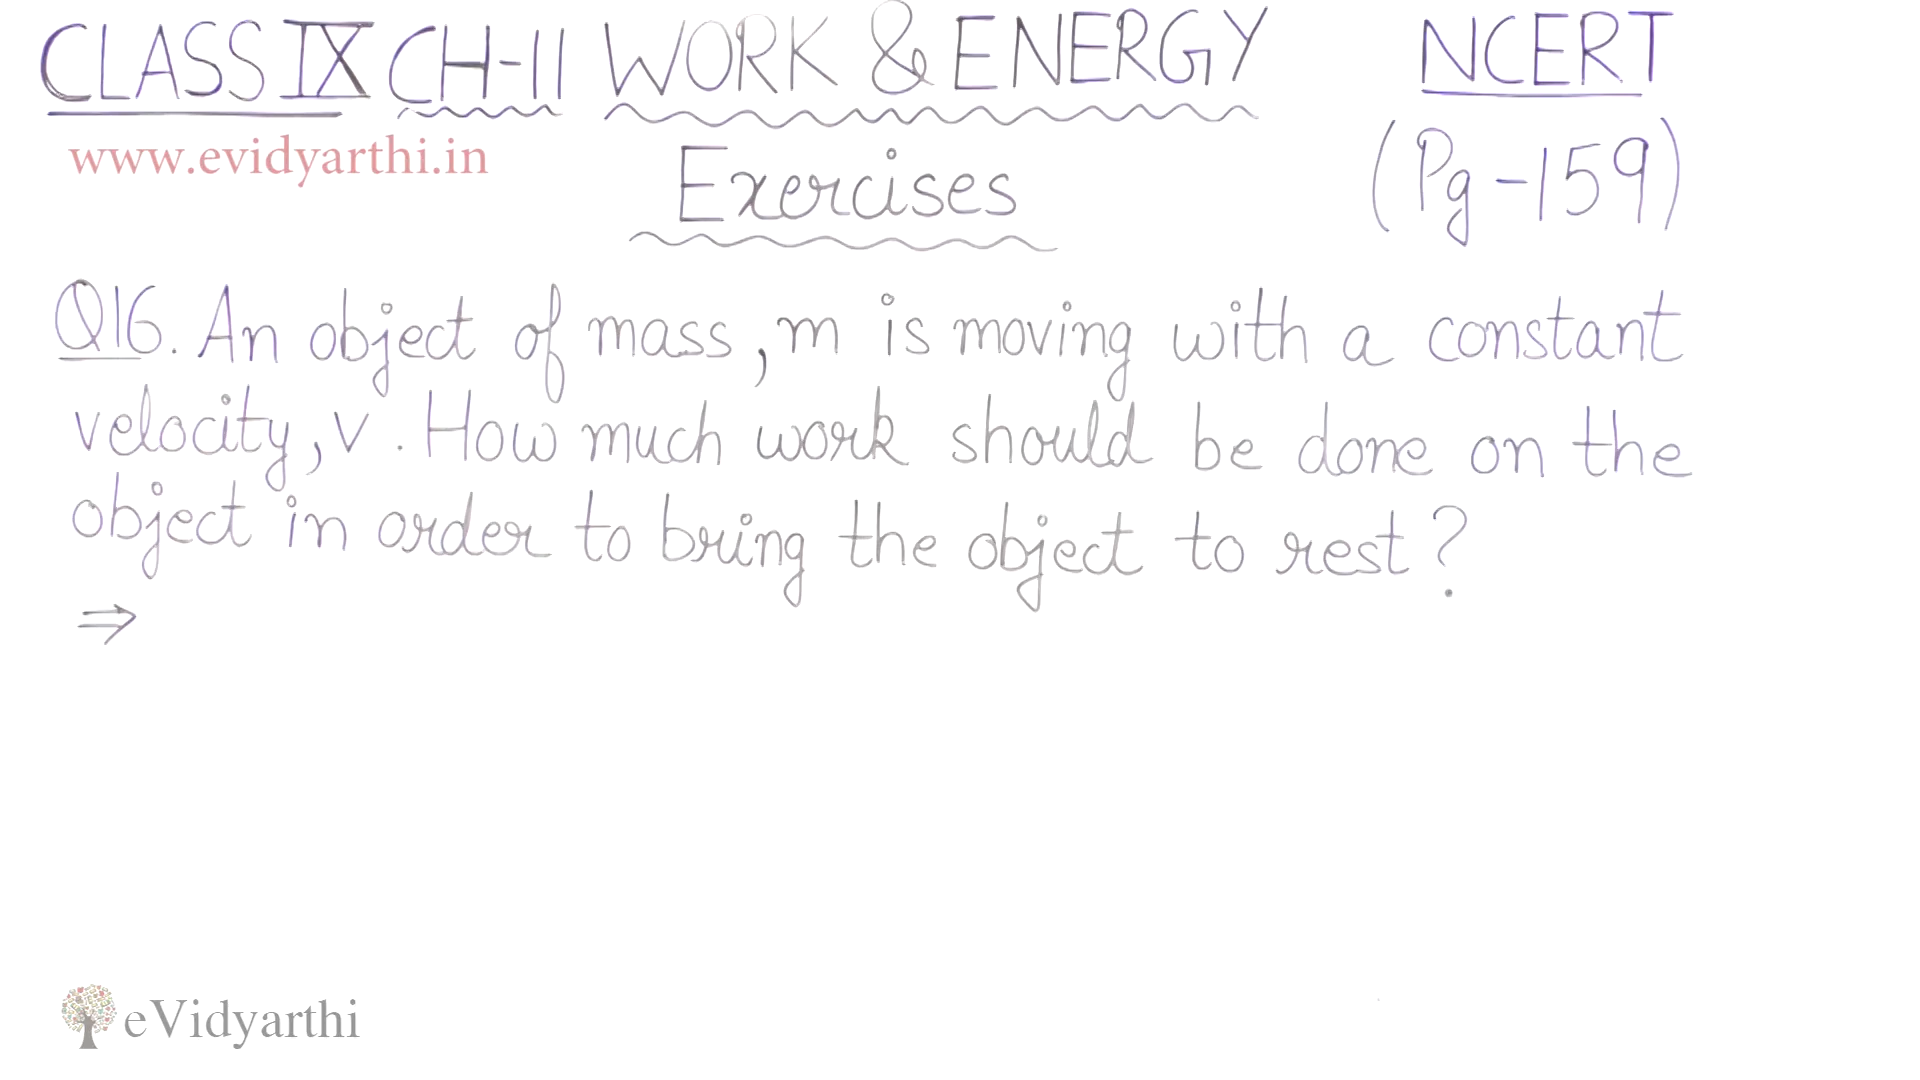 CLASS IX CH-11 WORK & ENERGY NCERT
www.evidyarthi.in
Exercises (Pg-159)
Q16. An object of mass, m is moving with a constant
velocity, v. How much work should be done on the
object in order to bring the object to rest?
⇒
eVidyarthi